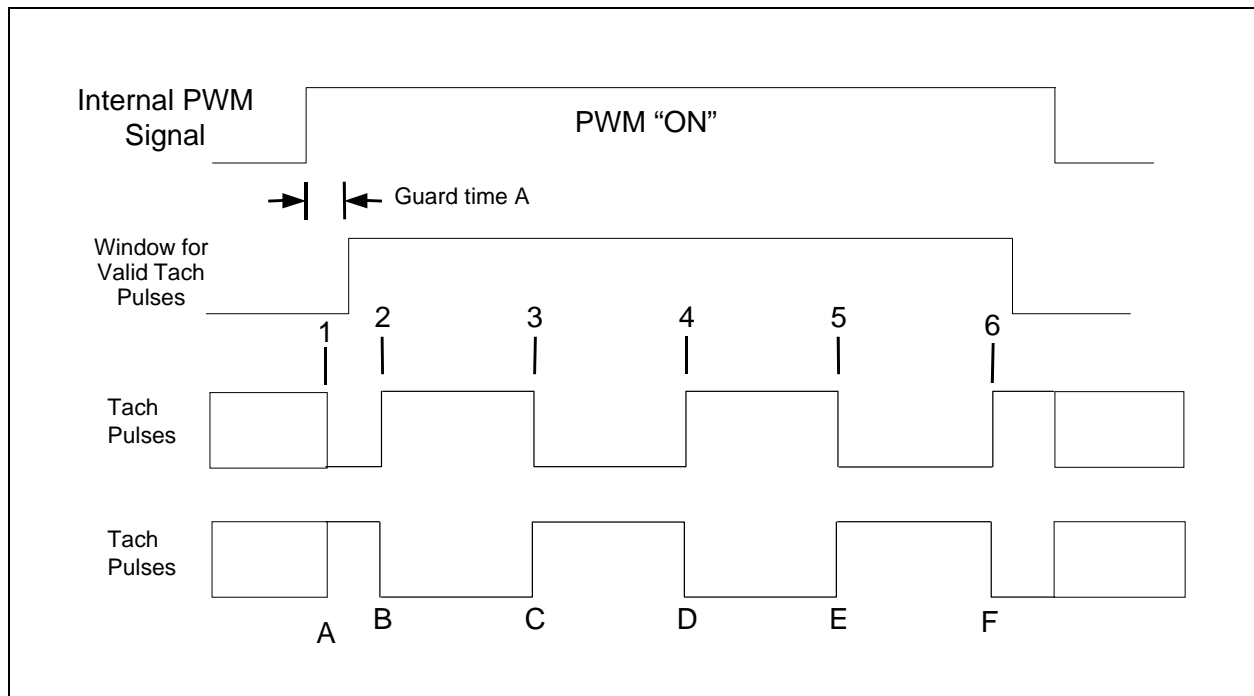 Internal PWM
Signal
PWM “ON”
Guard time A
Window for
Valid Tach
Pulses
1
2
3
4
5
6
Tach
Pulses
Tach
Pulses
A
B
C
D
E
F